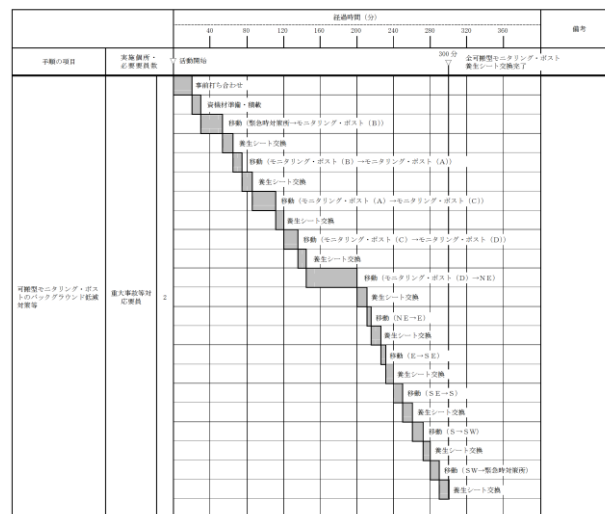 経過時間(分)
備考
40
80
120
160
200
240
280
320
360
手順の項目
実施個所・
必要要員数
▽ 活動開始
300分
▽
全可搬型モニタリング・ポスト
養生シート交換完了
可搬型モニタリング・ポス
トのバックグラウンド低減
対策等
重大事故等対
応要員
2
事前打ち合わせ
資機材準備・積載
移動(緊急時対策所→モニタリング・ポスト(B))
養生シート交換
移動(モニタリング・ポスト(B)→モニタリング・ポスト(A))
養生シート交換
移動(モニタリング・ポスト(A)→モニタリング・ポスト(C))
養生シート交換
移動(モニタリング・ポスト(C)→モニタリング・ポスト(D))
養生シート交換
移動(モニタリング・ポスト(D)→NE)
養生シート交換
移動(NE→E)
養生シート交換
移動(E→SE)
養生シート交換
移動(SE→S)
養生シート交換
移動(S→SW)
養生シート交換
移動(SW→緊急時対策所)
養生シート交換